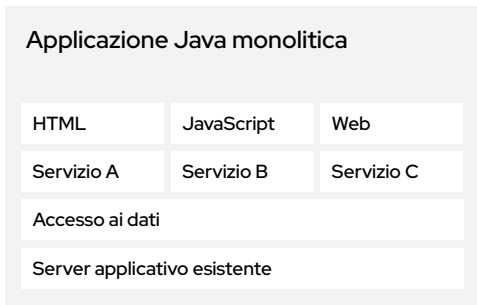 Applicazione Java monolitica
HTML JavaScript Web
Servizio A Servizio B Servizio C
Accesso ai dati
Server applicativo esistente